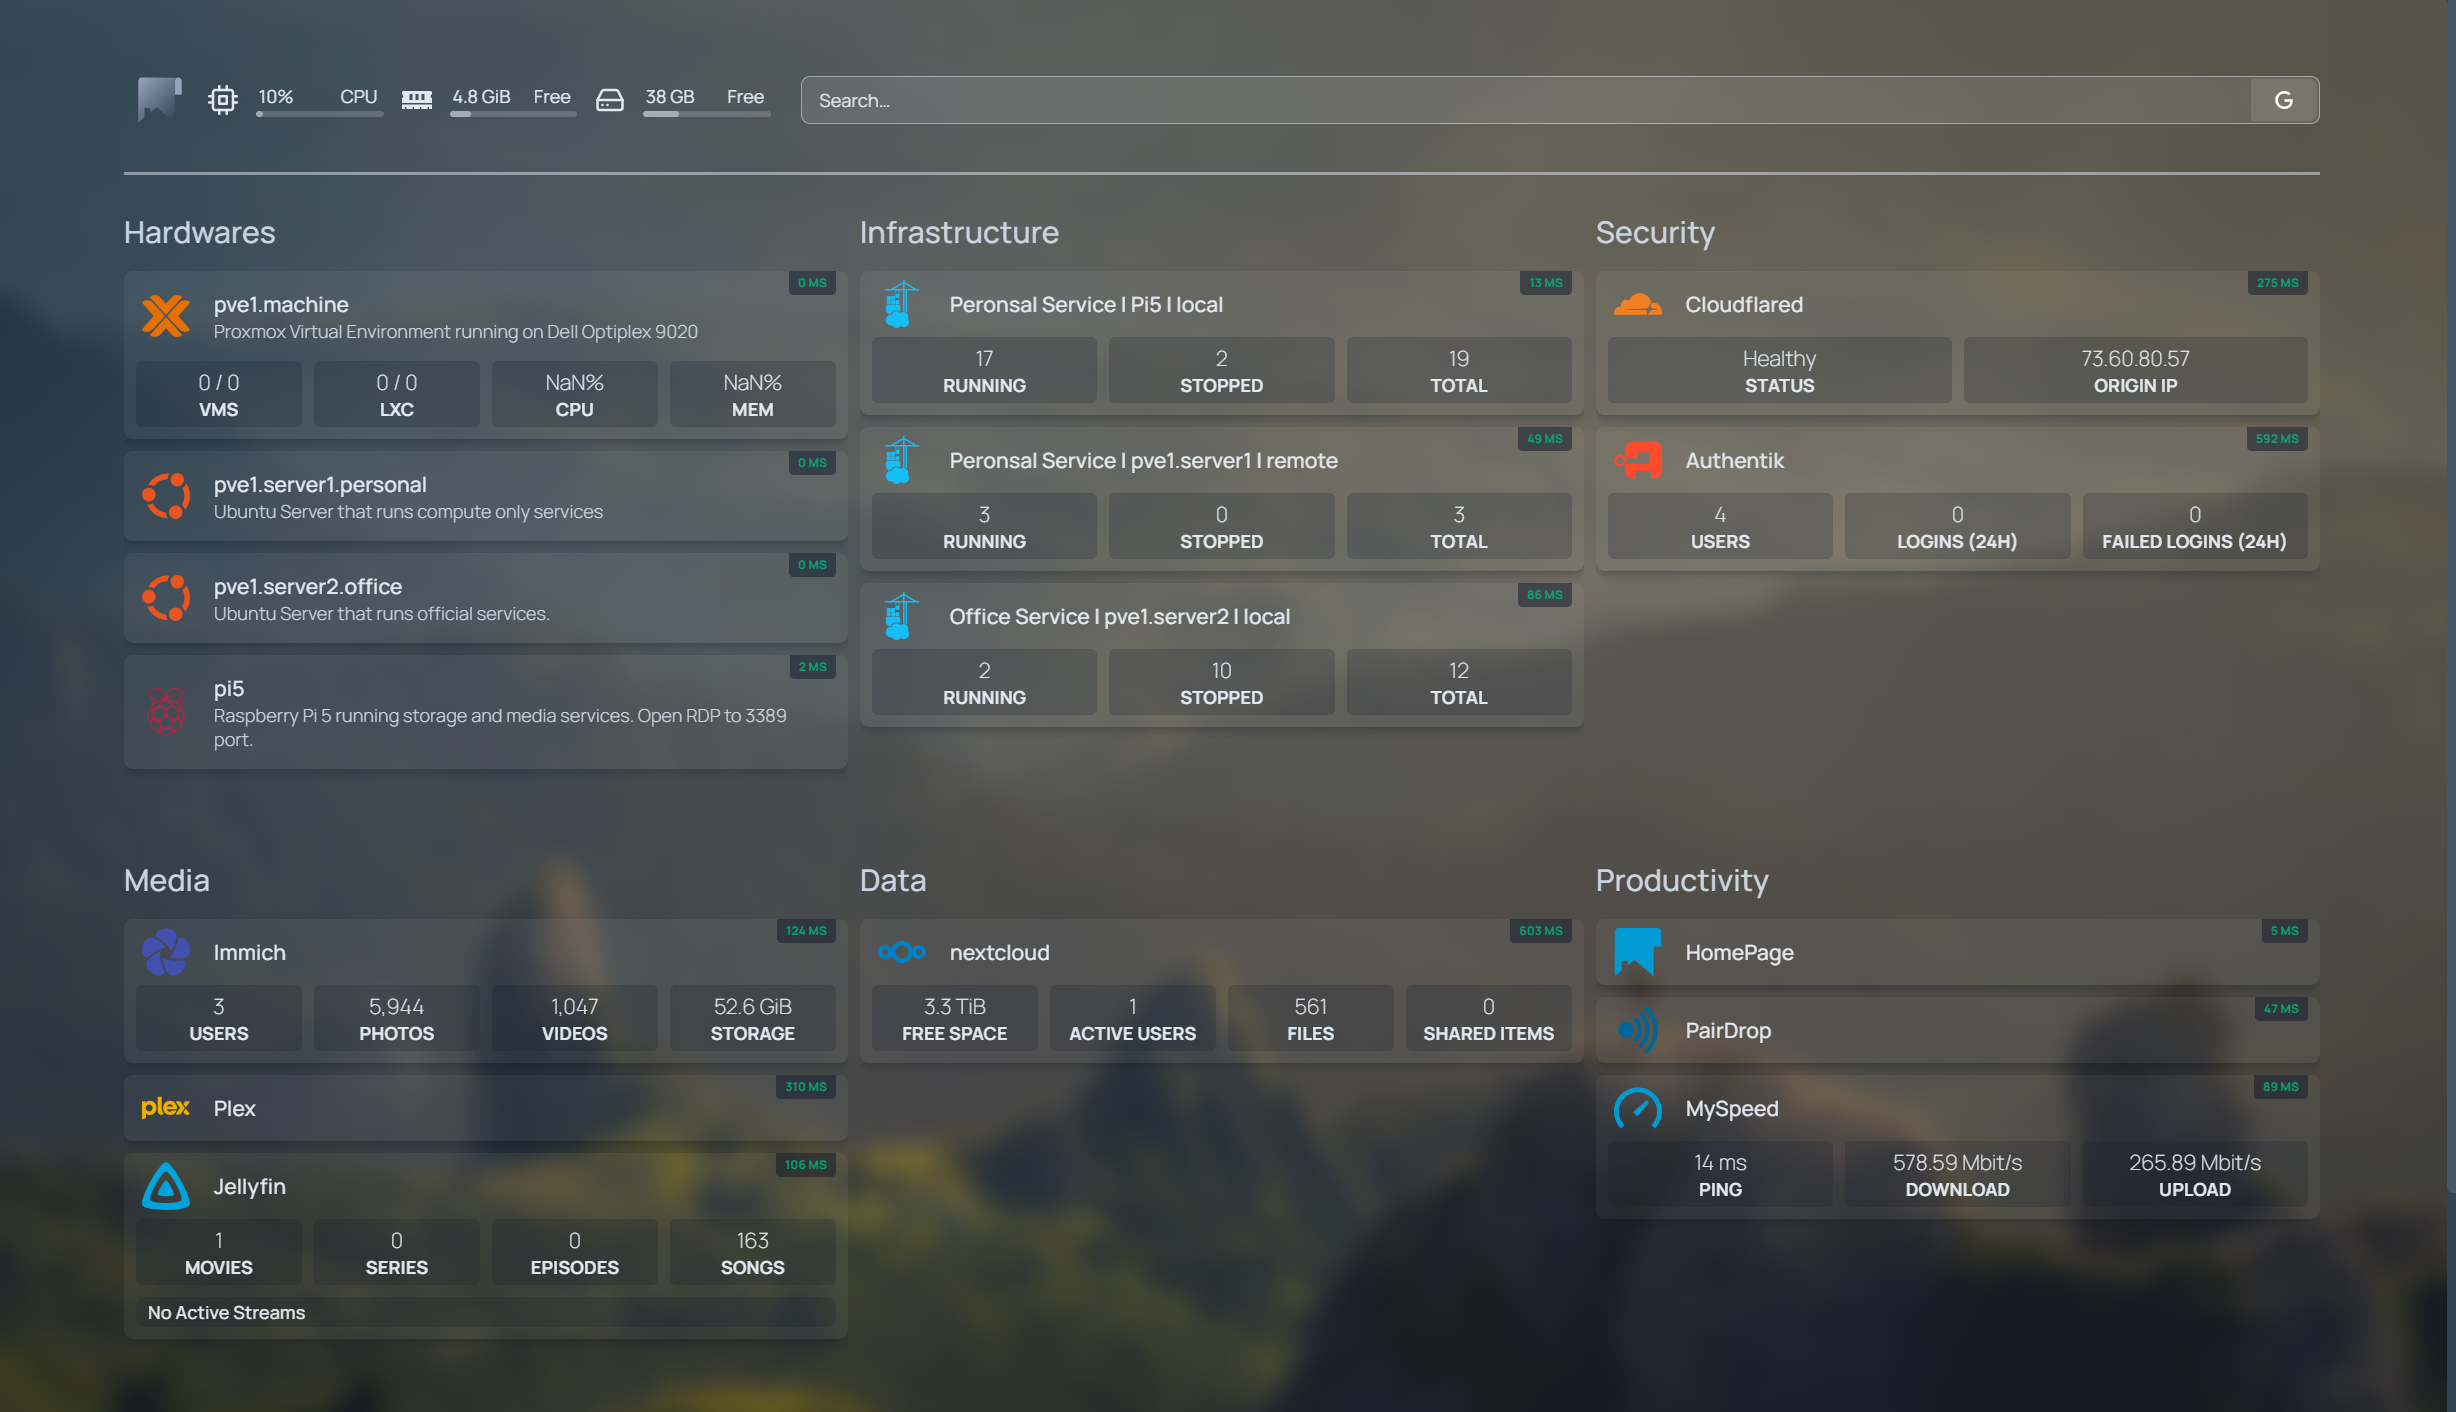 10% CPU
4.8 GiB Free
38 GB Free
Search...
G
Hardwares
0 MS
pve1.machine
Proxmox Virtual Environment running on Dell Optiplex 9020
0 / 0
VMS
0 / 0
LXC
NaN%
CPU
NaN%
MEM
0 MS
pve1.server1.personal
Ubuntu Server that runs compute only services
0 MS
pve1.server2.office
Ubuntu Server that runs official services.
2 MS
pi5
Raspberry Pi 5 running storage and media services. Open RDP to 3389
port.
Infrastructure
13 MS
Peronsal Service | Pi5 | local
17
RUNNING
2
STOPPED
19
TOTAL
49 MS
Peronsal Service | pve1.server1 | remote
3
RUNNING
0
STOPPED
3
TOTAL
86 MS
Office Service | pve1.server2 | local
2
RUNNING
10
STOPPED
12
TOTAL
Security
275 MS
Cloudflared
Healthy
STATUS
73.60.80.57
ORIGIN IP
592 MS
Authentik
4
USERS
0
LOGINS (24H)
0
FAILED LOGINS (24H)
Media
124 MS
Immich
3
USERS
5,944
PHOTOS
1,047
VIDEOS
52.6 GiB
STORAGE
310 MS
plex
Plex
106 MS
Jellyfin
1
MOVIES
0
SERIES
0
EPISODES
163
SONGS
No Active Streams
Data
603 MS
nextcloud
3.3 TiB
FREE SPACE
1
ACTIVE USERS
561
FILES
0
SHARED ITEMS
Productivity
5 MS
HomePage
47 MS
PairDrop
89 MS
MySpeed
14 ms
PING
578.59 Mbit/s
DOWNLOAD
265.89 Mbit/s
UPLOAD